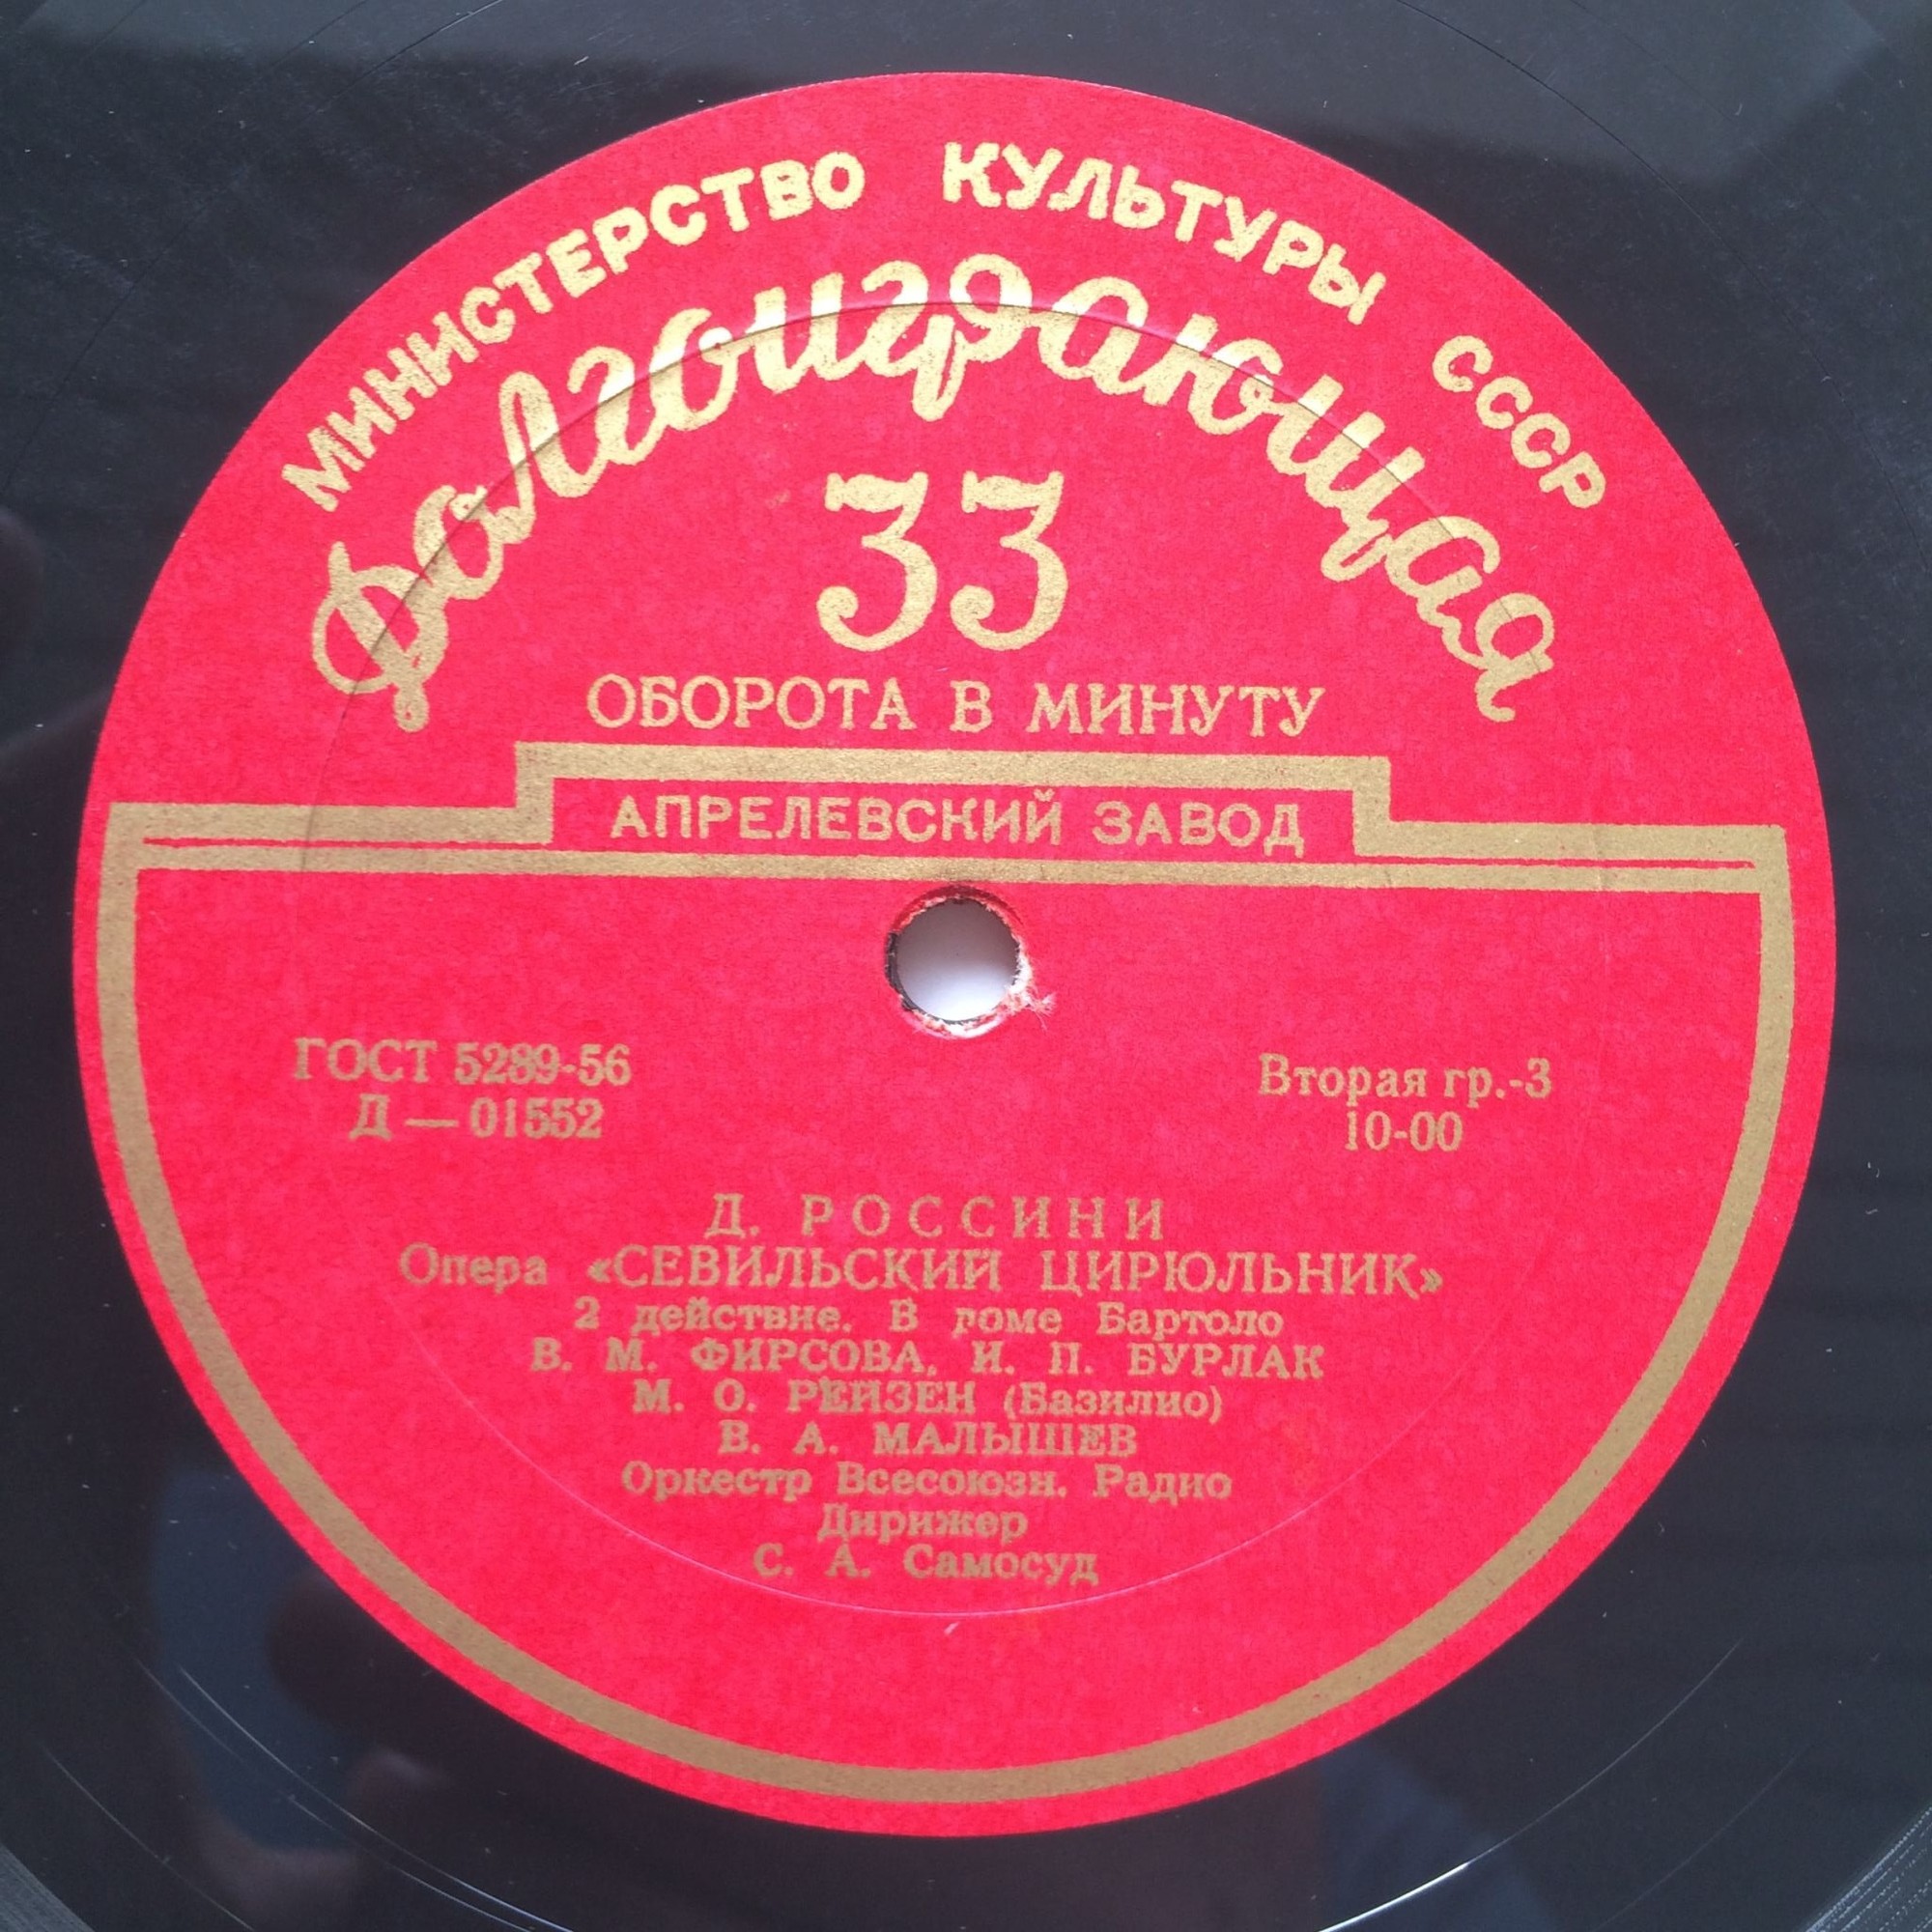 МИНИСТЕРСТВО КУЛЬТУРЫ СССР
Долгоиграющая
33
ОБОРОТА В МИНУТУ
АПРЕЛЕВСКИЙ ЗАВОД
ГОСТ 5289-56
Д — 01552
Вторая гр.-3
10-00
Д. РОССИНИ
Опера «СЕВИЛЬСКИЙ ЦИРЮЛЬНИК»
2 действие. В доме Бартоло
В. М. ФИРСОВА, И. П. БУРЛАК
М. О. РЕЙЗЕН (Базилио)
В. А. МАЛЫШЕВ
Оркестр Всесоюзн. Радио
Дирижер
С. А. Самосуд